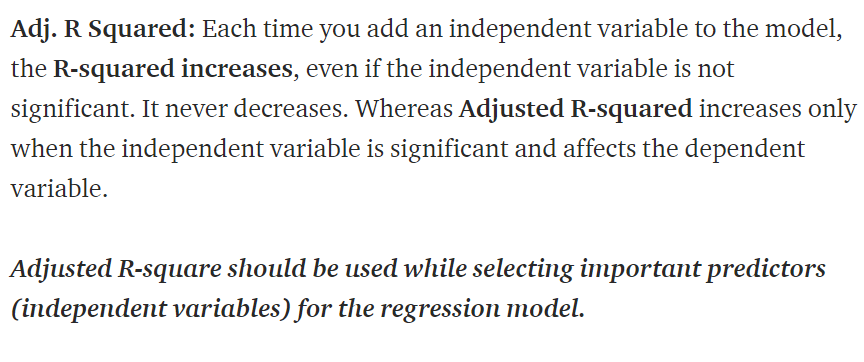 Adj. R Squared: Each time you add an independent variable to the model,
the R-squared increases, even if the independent variable is not
significant. It never decreases. Whereas Adjusted R-squared increases only
when the independent variable is significant and affects the dependent
variable.
Adjusted R-square should be used while selecting important predictors
(independent variables) for the regression model.